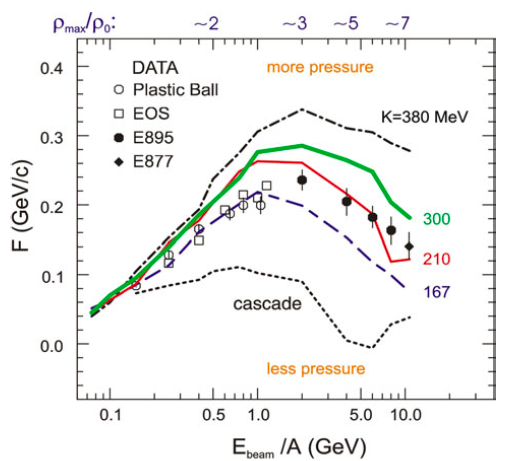 ρmax/ρ0: ~2 ~3 ~5 ~7
0.4
more pressure
DATA
Plastic Ball
EOS
E895
E877
K=380 MeV
0.3
F (GeV/c)
0.2
300
210
0.1
167
cascade
0.0
less pressure
0.1 0.5 1.0 5.0 10.0
Ebeam/A (GeV)